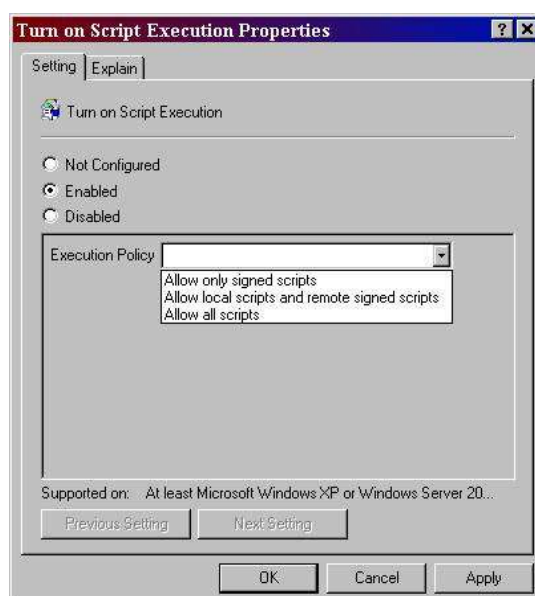 Turn on Script Execution Properties
Setting
Explain
Turn on Script Execution
Not Configured
Enabled
Disabled
Execution Policy
Allow only signed scripts
Allow local scripts and remote signed scripts
Allow all scripts
Supported on: At least Microsoft Windows XP or Windows Server 20...
Previous Setting
Next Setting
OK
Cancel
Apply